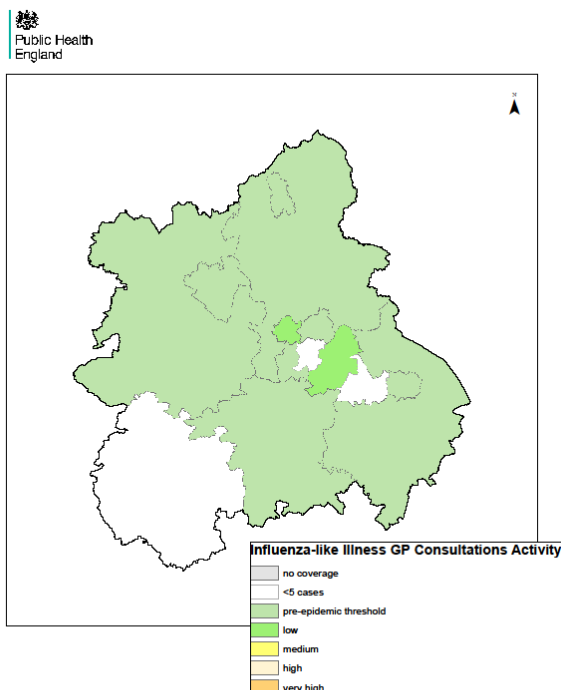 Public Health
England
N
Influenza-like Illness GP Consultations Activity
no coverage
<5 cases
pre-epidemic threshold
low
medium
high
very high